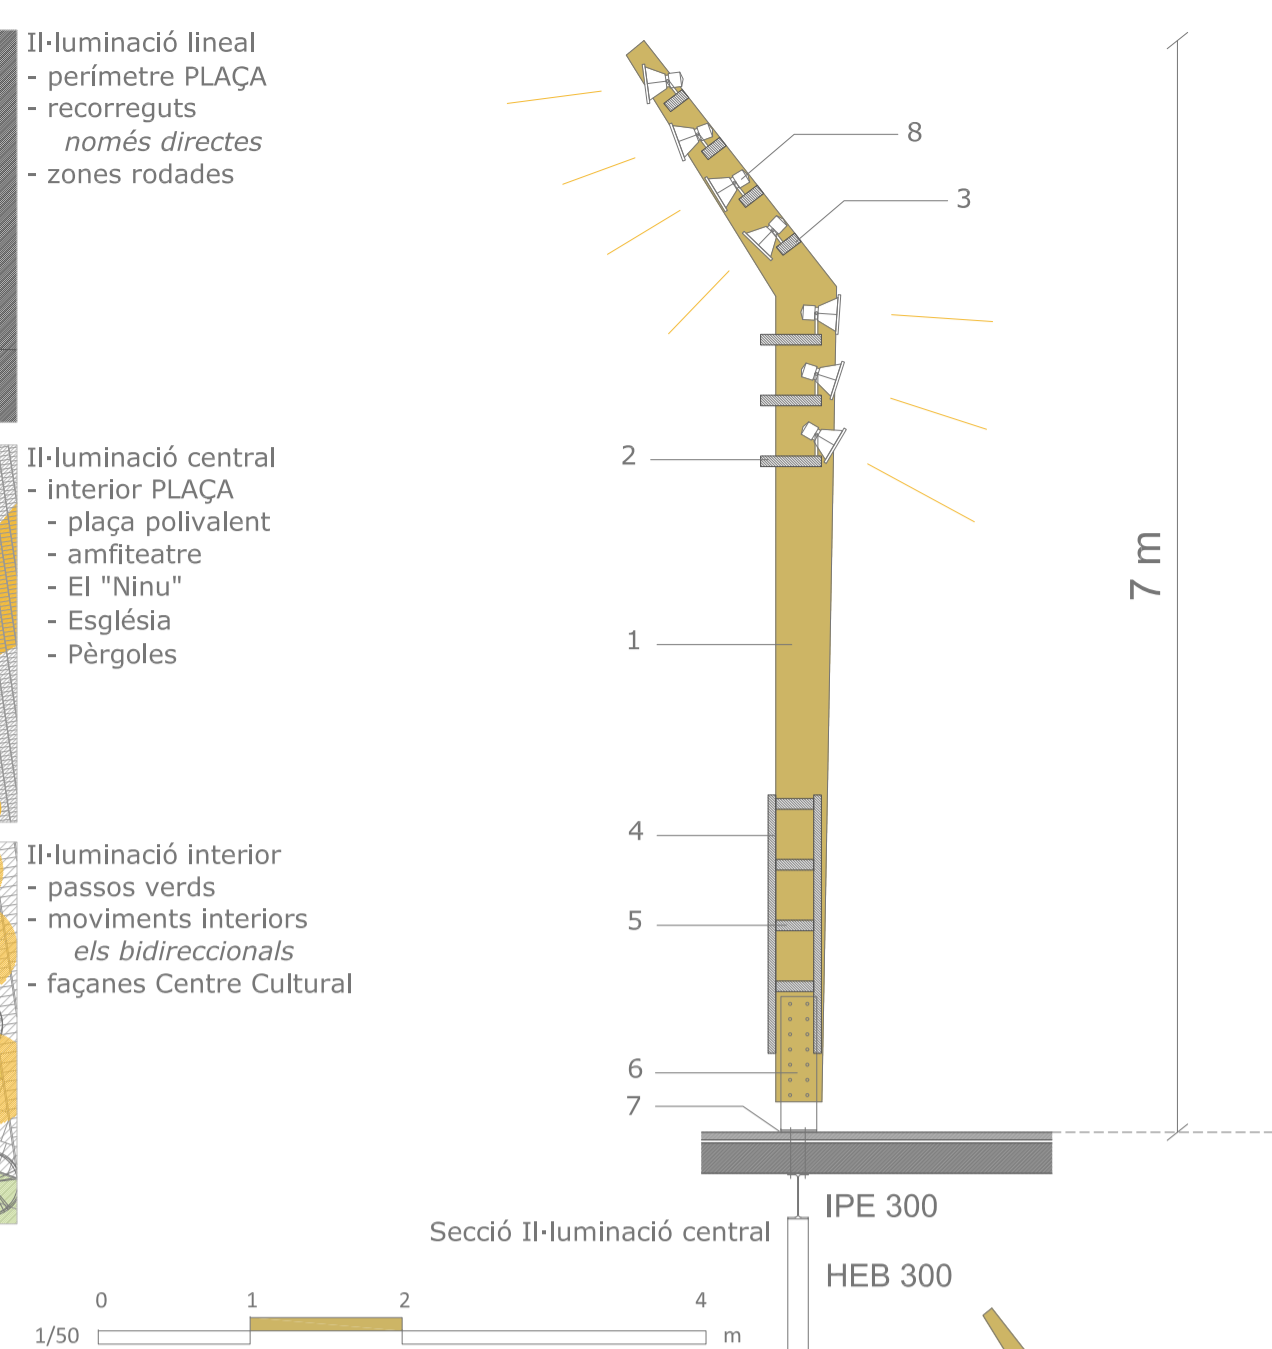 Il·luminació lineal
- perímetre PLAÇA
- recorreguts
només directes
- zones rodades
Il·luminació central
- interior PLAÇA
- plaça polivalent
- amfiteatre
- El "Ninu"
- Església
- Pèrgoles
Il·luminació interior
- passos verds
- moviments interiors
els bidireccionals
- façanes Centre Cultural
8
3
2
1
4
5
6
7
7 m
IPE 300
Secció Il·luminació central
HEB 300
0 1 2 4
1/50 m